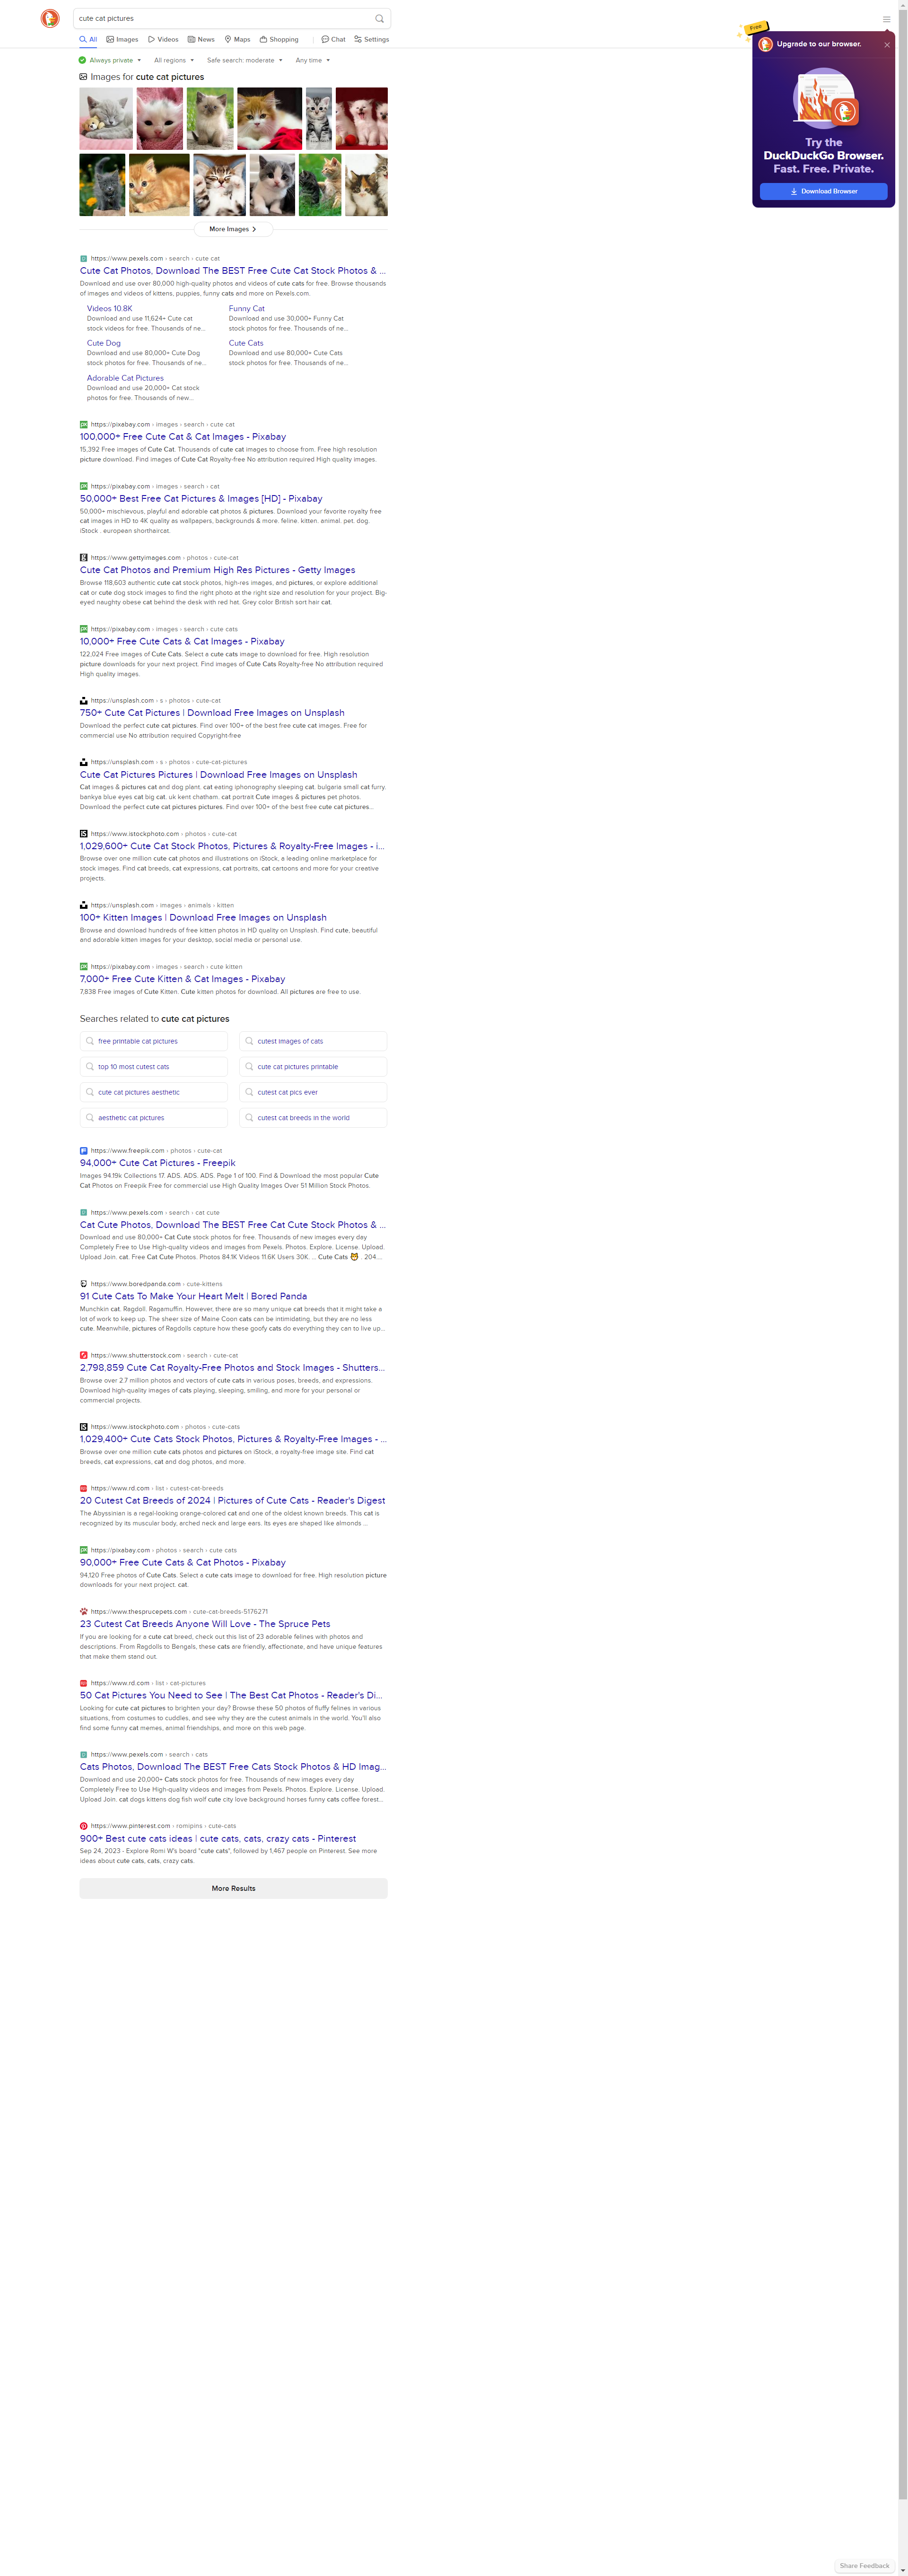 cute cat pictures
All Images Videos News Maps Shopping Chat Settings
Free
Upgrade to our browser.
Try the
DuckDuckGo Browser.
Fast. Free. Private.
Download Browser
Always private All regions Safe search: moderate Any time
Images for cute cat pictures
More Images
https://www.pexels.com › search › cute cat
Cute Cat Photos, Download The BEST Free Cute Cat Stock Photos & ...
Download and use over 80,000 high-quality photos and videos of cute cats for free. Browse thousands
of images and videos of kittens, puppies, funny cats and more on Pexels.com.
Videos 10.8K
Download and use 11,624+ Cute cat
stock videos for free. Thousands of ne...
Funny Cat
Download and use 30,000+ Funny Cat
stock photos for free. Thousands of ne...
Cute Dog
Download and use 80,000+ Cute Dog
stock photos for free. Thousands of ne...
Cute Cats
Download and use 80,000+ Cute Cats
stock photos for free. Thousands of ne...
Adorable Cat Pictures
Download and use 20,000+ Cat stock
photos for free. Thousands of new...
https://pixabay.com › images › search › cute cat
100,000+ Free Cute Cat & Cat Images - Pixabay
15,392 Free images of Cute Cat. Thousands of cute cat images to choose from. Free high resolution
picture download. Find images of Cute Cat Royalty-free No attribution required High quality images.
https://pixabay.com › images › search › cat
50,000+ Best Free Cat Pictures & Images [HD] - Pixabay
50,000+ mischievous, playful and adorable cat photos & pictures. Download your favorite royalty free
cat images in HD to 4K quality as wallpapers, backgrounds & more. feline. kitten. animal. pet. dog.
iStock . european shorthaircat.
https://www.gettyimages.com › photos › cute-cat
Cute Cat Photos and Premium High Res Pictures - Getty Images
Browse 118,603 authentic cute cat stock photos, high-res images, and pictures, or explore additional
cat or cute dog stock images to find the right photo at the right size and resolution for your project. Big-
eyed naughty obese cat behind the desk with red hat. Grey color British sort hair cat.
https://pixabay.com › images › search › cute cats
10,000+ Free Cute Cats & Cat Images - Pixabay
122,024 Free images of Cute Cats. Select a cute cats image to download for free. High resolution
picture downloads for your next project. Find images of Cute Cats Royalty-free No attribution required
High quality images.
https://unsplash.com › s › photos › cute-cat
750+ Cute Cat Pictures | Download Free Images on Unsplash
Download the perfect cute cat pictures. Find over 100+ of the best free cute cat images. Free for
commercial use No attribution required Copyright-free
https://unsplash.com › s › photos › cute-cat-pictures
Cute Cat Pictures Pictures | Download Free Images on Unsplash
Cat images & pictures cat and dog plant. cat eating iphonography sleeping cat. bulgaria small cat furry.
bankya blue eyes cat big cat. uk kent chatham. cat portrait Cute images & pictures pet photos.
Download the perfect cute cat pictures pictures. Find over 100+ of the best free cute cat pictures...
https://www.istockphoto.com › photos › cute-cat
1,029,600+ Cute Cat Stock Photos, Pictures & Royalty-Free Images - i...
Browse over one million cute cat photos and illustrations on iStock, a leading online marketplace for
stock images. Find cat breeds, cat expressions, cat portraits, cat cartoons and more for your creative
projects.
https://unsplash.com › images › animals › kitten
100+ Kitten Images | Download Free Images on Unsplash
Browse and download hundreds of free kitten photos in HD quality on Unsplash. Find cute, beautiful
and adorable kitten images for your desktop, social media or personal use.
https://pixabay.com › images › search › cute kitten
7,000+ Free Cute Kitten & Cat Images - Pixabay
7,838 Free images of Cute Kitten. Cute kitten photos for download. All pictures are free to use.
Searches related to cute cat pictures
free printable cat pictures
cutest images of cats
top 10 most cutest cats
cute cat pictures printable
cute cat pictures aesthetic
cutest cat pics ever
aesthetic cat pictures
cutest cat breeds in the world
https://www.freepik.com › photos › cute-cat
94,000+ Cute Cat Pictures - Freepik
Images 94.19k Collections 17. ADS. ADS. ADS. Page 1 of 100. Find & Download the most popular Cute
Cat Photos on Freepik Free for commercial use High Quality Images Over 51 Million Stock Photos.
https://www.pexels.com › search › cat cute
Cat Cute Photos, Download The BEST Free Cat Cute Stock Photos & ...
Download and use 80,000+ Cat Cute stock photos for free. Thousands of new images every day
Completely Free to Use High-quality videos and images from Pexels. Photos. Explore. License. Upload.
Upload Join. cat. Free Cat Cute Photos. Photos 84.1K Videos 11.6K Users 30K. ... Cute Cats 😺 · 204....
https://www.boredpanda.com › cute-kittens
91 Cute Cats To Make Your Heart Melt | Bored Panda
Munchkin cat. Ragdoll. Ragamuffin. However, there are so many unique cat breeds that it might take a
lot of work to keep up. The sheer size of Maine Coon cats can be intimidating, but they are no less
cute. Meanwhile, pictures of Ragdolls capture how these goofy cats do everything they can to live up...
https://www.shutterstock.com › search › cute-cat
2,798,859 Cute Cat Royalty-Free Photos and Stock Images - Shutters...
Browse over 2.7 million photos and vectors of cute cats in various poses, breeds, and expressions.
Download high-quality images of cats playing, sleeping, smiling, and more for your personal or
commercial projects.
https://www.istockphoto.com › photos › cute-cats
1,029,400+ Cute Cats Stock Photos, Pictures & Royalty-Free Images - ...
Browse over one million cute cats photos and pictures on iStock, a royalty-free image site. Find cat
breeds, cat expressions, cat and dog photos, and more.
https://www.rd.com › list › cutest-cat-breeds
20 Cutest Cat Breeds of 2024 | Pictures of Cute Cats - Reader's Digest
The Abyssinian is a regal-looking orange-colored cat and one of the oldest known breeds. This cat is
recognized by its muscular body, arched neck and large ears. Its eyes are shaped like almonds ...
https://pixabay.com › photos › search › cute cats
90,000+ Free Cute Cats & Cat Photos - Pixabay
94,120 Free photos of Cute Cats. Select a cute cats image to download for free. High resolution picture
downloads for your next project. cat.
https://www.thesprucepets.com › cute-cat-breeds-5176271
23 Cutest Cat Breeds Anyone Will Love - The Spruce Pets
If you are looking for a cute cat breed, check out this list of 23 adorable felines with photos and
descriptions. From Ragdolls to Bengals, these cats are friendly, affectionate, and have unique features
that make them stand out.
https://www.rd.com › list › cat-pictures
50 Cat Pictures You Need to See | The Best Cat Photos - Reader's Di...
Looking for cute cat pictures to brighten your day? Browse these 50 photos of fluffy felines in various
situations, from costumes to cuddles, and see why they are the cutest animals in the world. You'll also
find some funny cat memes, animal friendships, and more on this web page.
https://www.pexels.com › search › cats
Cats Photos, Download The BEST Free Cats Stock Photos & HD Imag...
Download and use 20,000+ Cats stock photos for free. Thousands of new images every day
Completely Free to Use High-quality videos and images from Pexels. Photos. Explore. License. Upload.
Upload Join. cat dogs kittens dog fish wolf cute city love background horses funny cats coffee forest...
https://www.pinterest.com › romipins › cute-cats
900+ Best cute cats ideas | cute cats, cats, crazy cats - Pinterest
Sep 24, 2023 - Explore Romi W's board "cute cats", followed by 1,467 people on Pinterest. See more
ideas about cute cats, cats, crazy cats.
More Results
Share Feedback